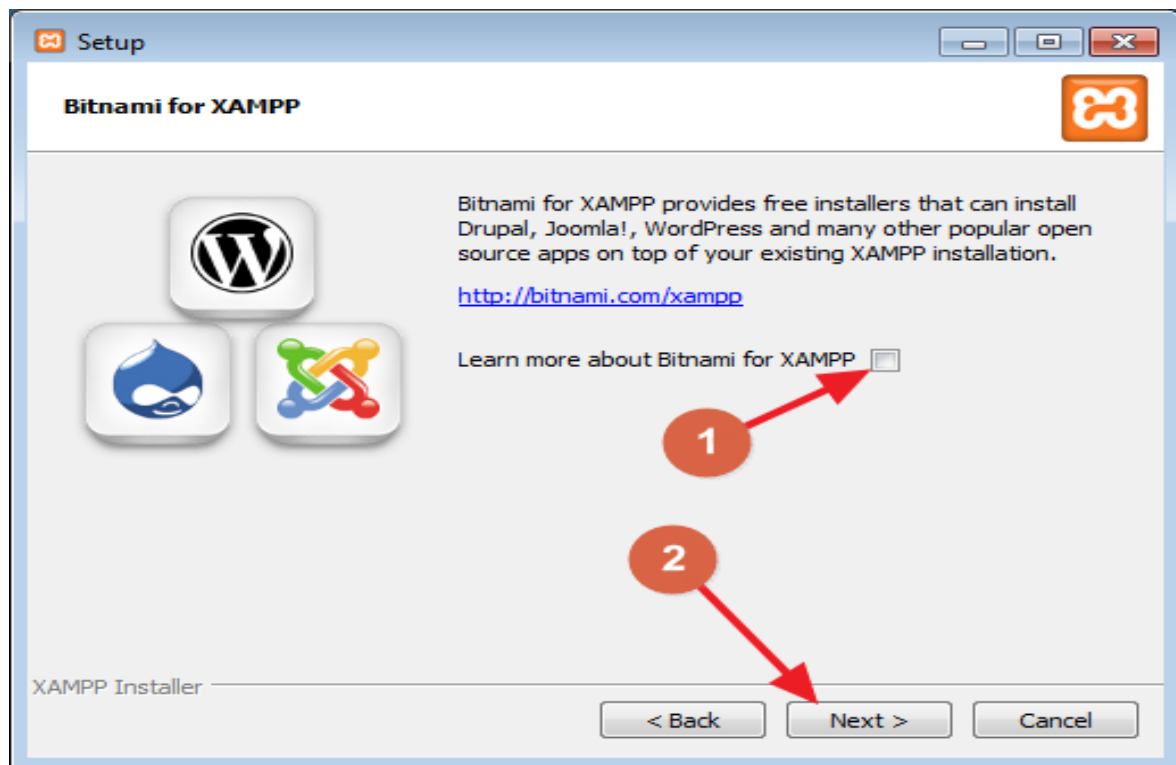 Setup
Bitnami for XAMPP
Bitnami for XAMPP provides free installers that can install
Drupal, Joomla!, WordPress and many other popular open
source apps on top of your existing XAMPP installation.
http://bitnami.com/xampp
Learn more about Bitnami for XAMPP
1
2
XAMPP Installer
< Back Next > Cancel